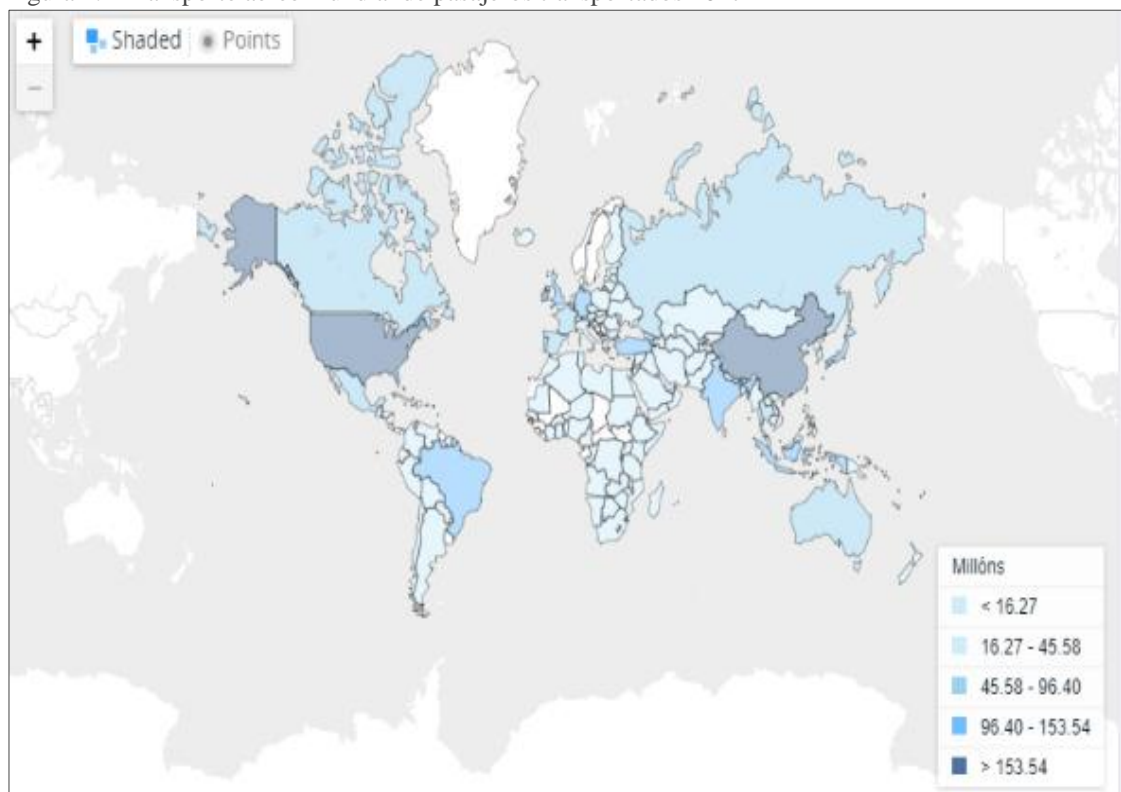 +
−
Shaded Points
Millóns
< 16.27
16.27 - 45.58
45.58 - 96.40
96.40 - 153.54
> 153.54